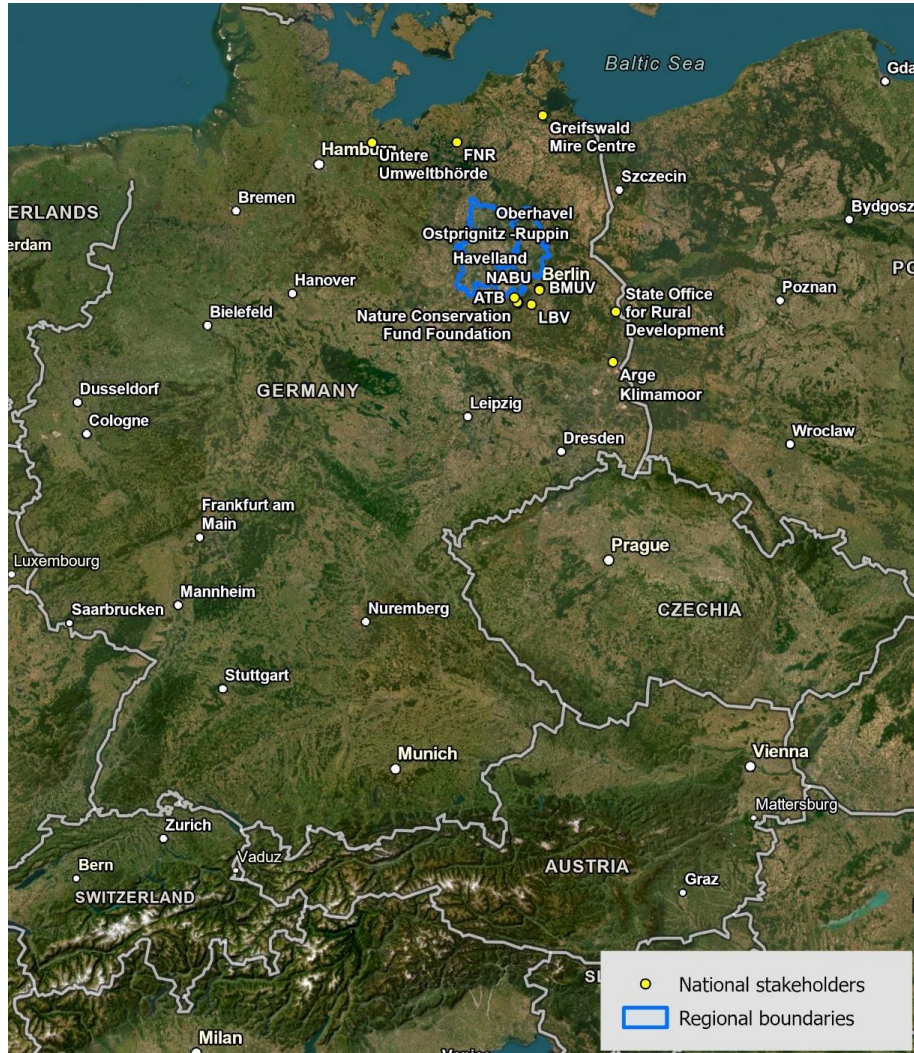 Baltic Sea
Gda
Greifswald
Mire Centre
Hamburg
Untere
Umweltbhörde
FNR
Szczecin
Bremen
Bydgosz
ERLANDS
Oberhavel
Ostprignitz -Ruppin
erdam
Havelland
PO
Hanover
NABU
Berlin
BMUV
Poznan
ATB
State Office
for Rural
Development
Bielefeld
Nature Conservation
Fund Foundation
LBV
Arge
Klimamoor
Dusseldorf
GERMANY
Leipzig
Cologne
Dresden
Wroclaw
Frankfurt am
Main
Prague
Luxembourg
Mannheim
Saarbrucken
Nuremberg
CZECHIA
Stuttgart
Munich
Vienna
Mattersburg
Zurich
Vaduz
Bern
AUSTRIA
SWITZERLAND
Graz
National stakeholders
Regional boundaries
Milan